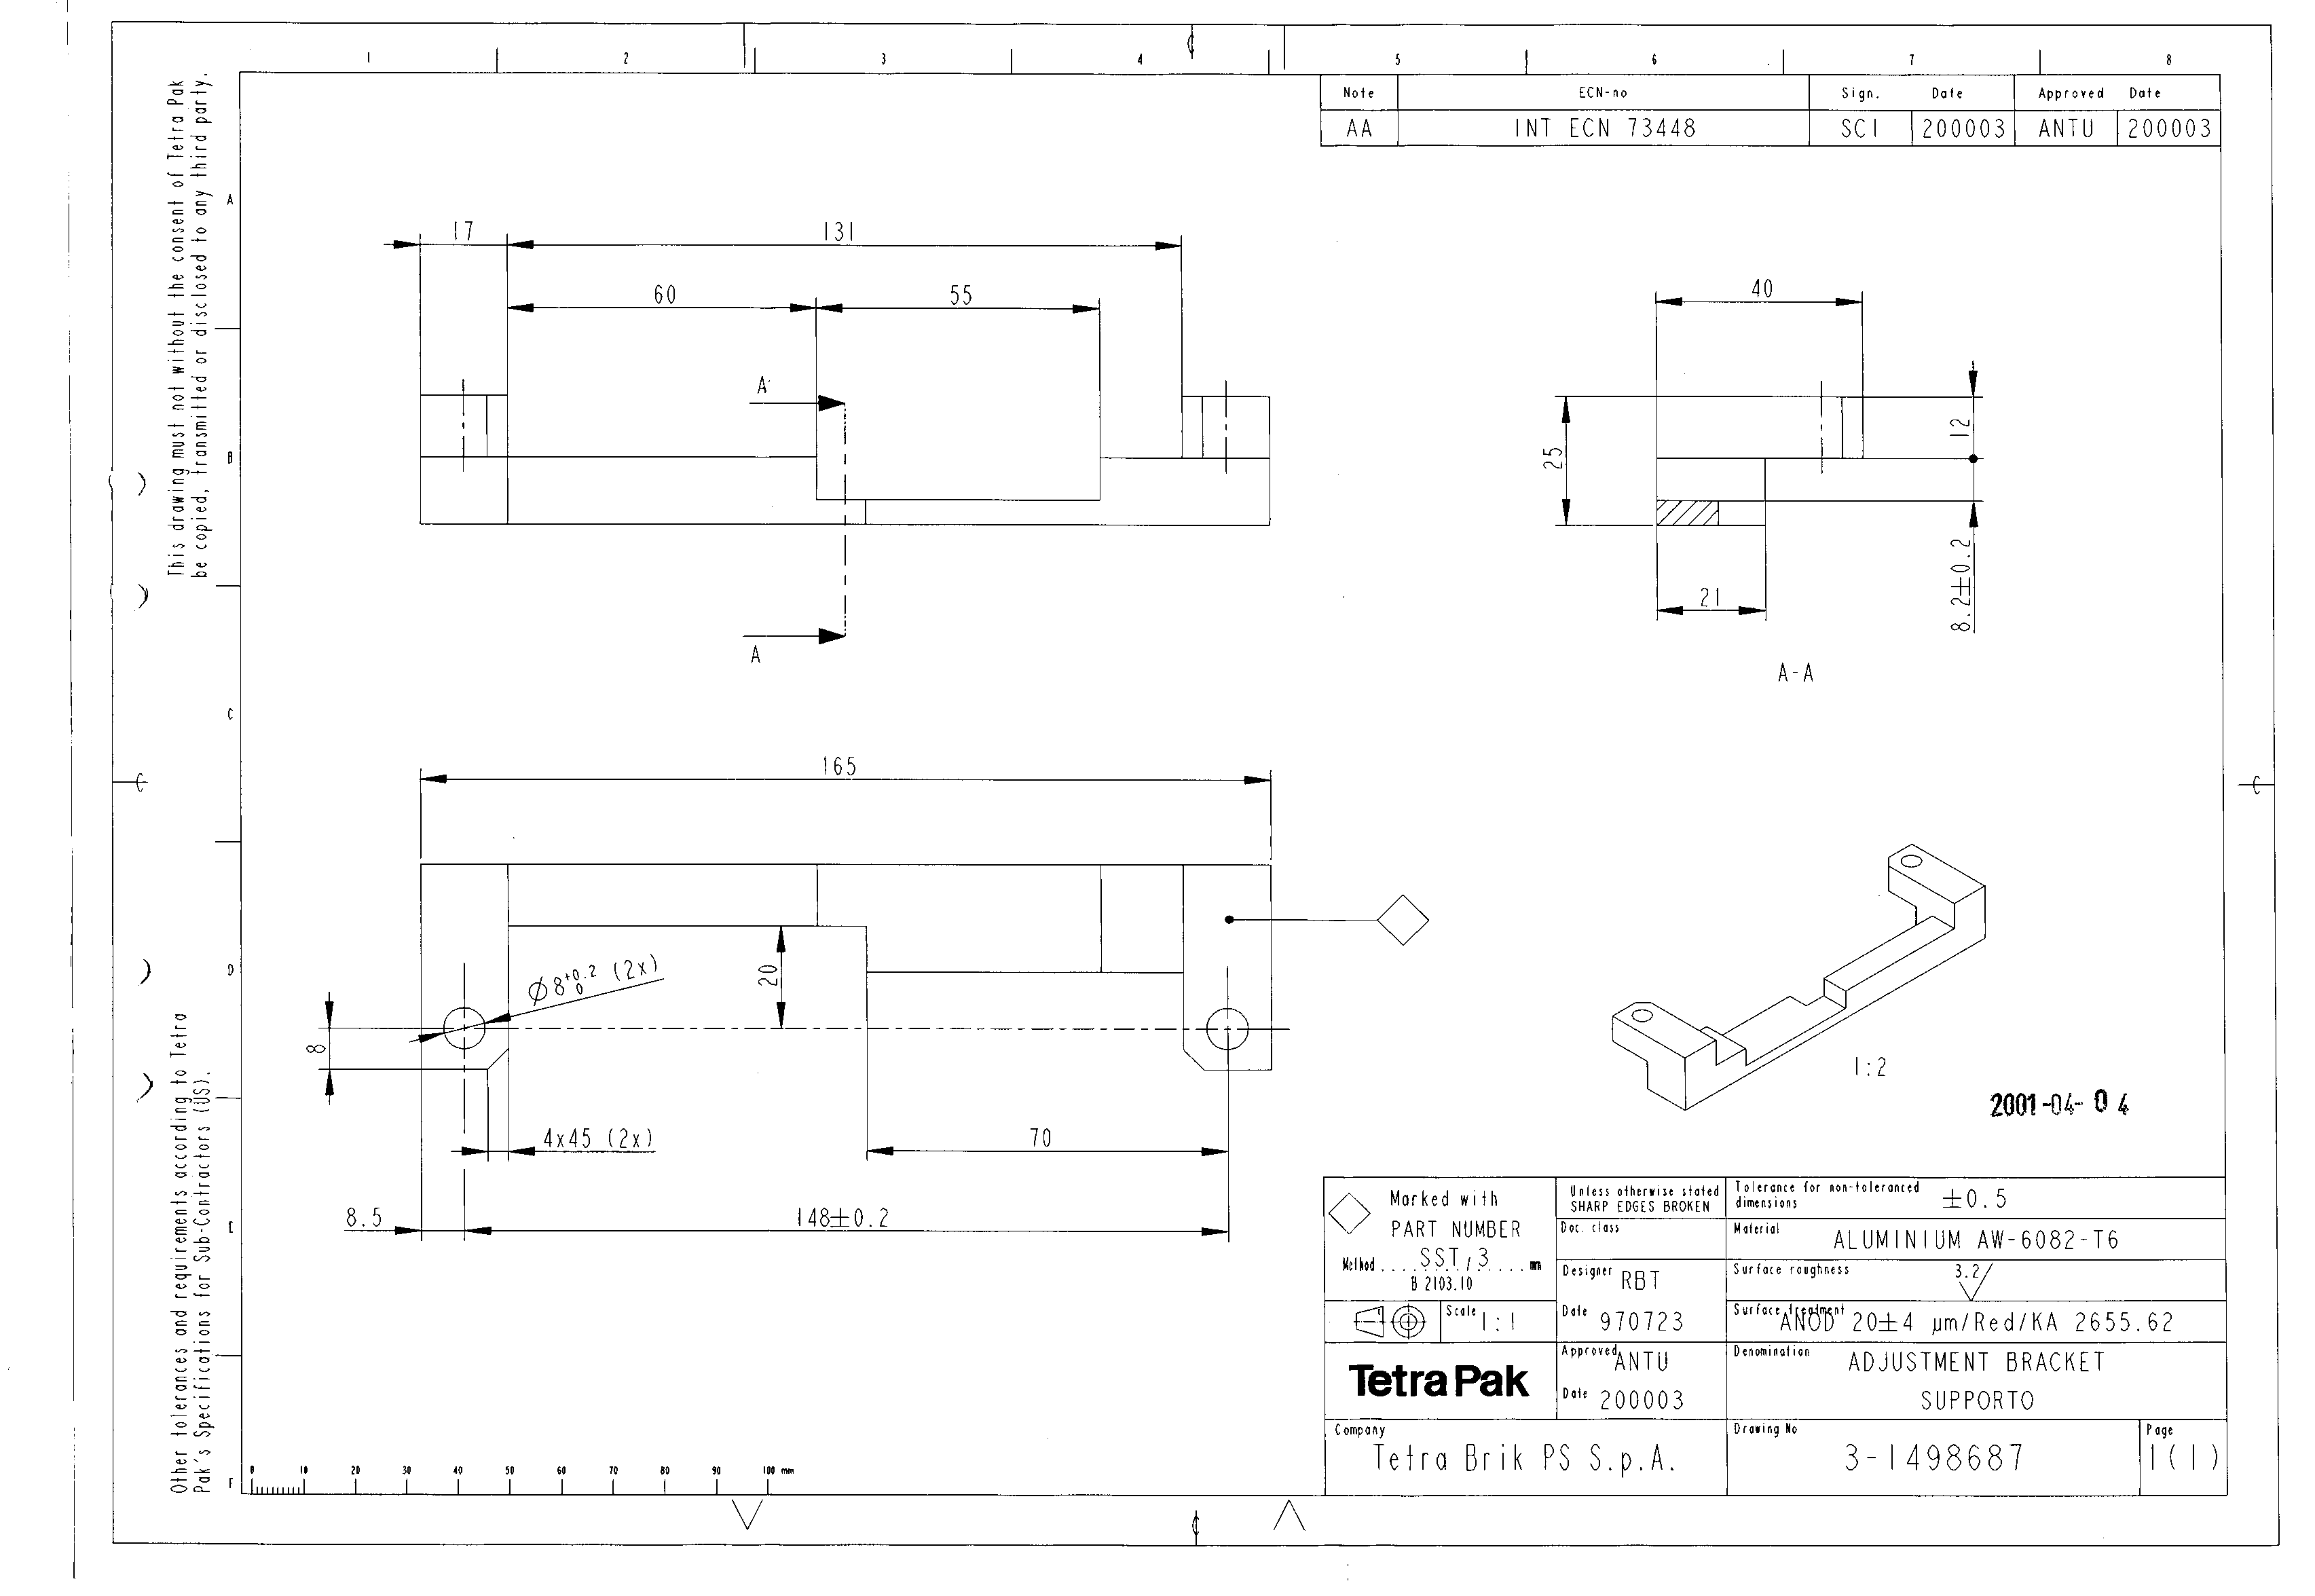 1 2 3 4 5 6 7 8
Note ECN-no Sign. Date Approved Date
AA INT ECN 73448 SCI 200003 ANTU 200003
This drawing must not without the consent of Tetra Pak
be copied, transmitted or disclosed to any third party.
A
B
C
D
E
F
17 131
60 55
A
A
40
25
12
8.2±0.2
21
A-A
165
Ø8 +0.2 0 (2x)
20
8
4x45 (2x)
70
8.5 148±0.2
1:2
2001-04-04
Other tolerances and requirements according to Tetra
Pak's Specifications for Sub-Contractors (US).
Marked with
PART NUMBER
Method....SST/3....mm
B 2103.10
Scale 1:1
Unless otherwise stated
SHARP EDGES BROKEN
Doc. class
Designer RBT
Date 970723
Approved ANTU
Date 200003
Tolerance for non-toleranced
dimensions ±0.5
Material ALUMINIUM AW-6082-T6
Surface roughness 3.2
Surface treatment ANOD 20±4 µm/Red/KA 2655.62
Denomination ADJUSTMENT BRACKET
SUPPORTO
Tetra Pak
Company
Tetra Brik PS S.p.A.
Drawing No
3-1498687
Page
1(1)
0 10 20 30 40 50 60 70 80 90 100 mm